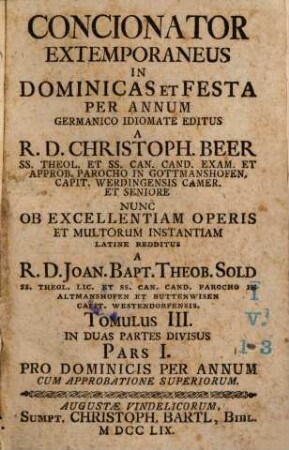 CONCIONATOR
EXTEMPORANEUS
IN
DOMINICAS ET FESTA
PER ANNUM
GERMANICO IDIOMATE EDITUS
A
R. D. CHRISTOPH. BEER
SS. THEOL. ET SS. CAN. CAND. EXAM. ET
APPROB. PAROCHO IN GOTTMANSHOFEN,
CAPIT. WERDINGENSIS CAMER.
ET SENIORE
NUNC
OB EXCELLENTIAM OPERIS
ET MULTORUM INSTANTIAM
LATINE REDDITUS
A
R. D. JOAN. BAPT. THEOB. SOLD
SS. THEOL. LIC. ET SS. CAN. CAND. PAROCHO IN
ALTMANSHOFEN ET BUTTENWISEN
CAPIT. WESTENDORFENSIS.
I
TOMULUS III.
V.
IN DUAS PARTES DIVISUS
PARS I.
1-3
PRO DOMINICIS PER ANNUM
CUM APPROBATIONE SUPERIORUM.
AUGUSTÆ VINDELICORUM,
SUMPT. CHRISTOPH. BARTL, BIBL.
M DCC LIX.